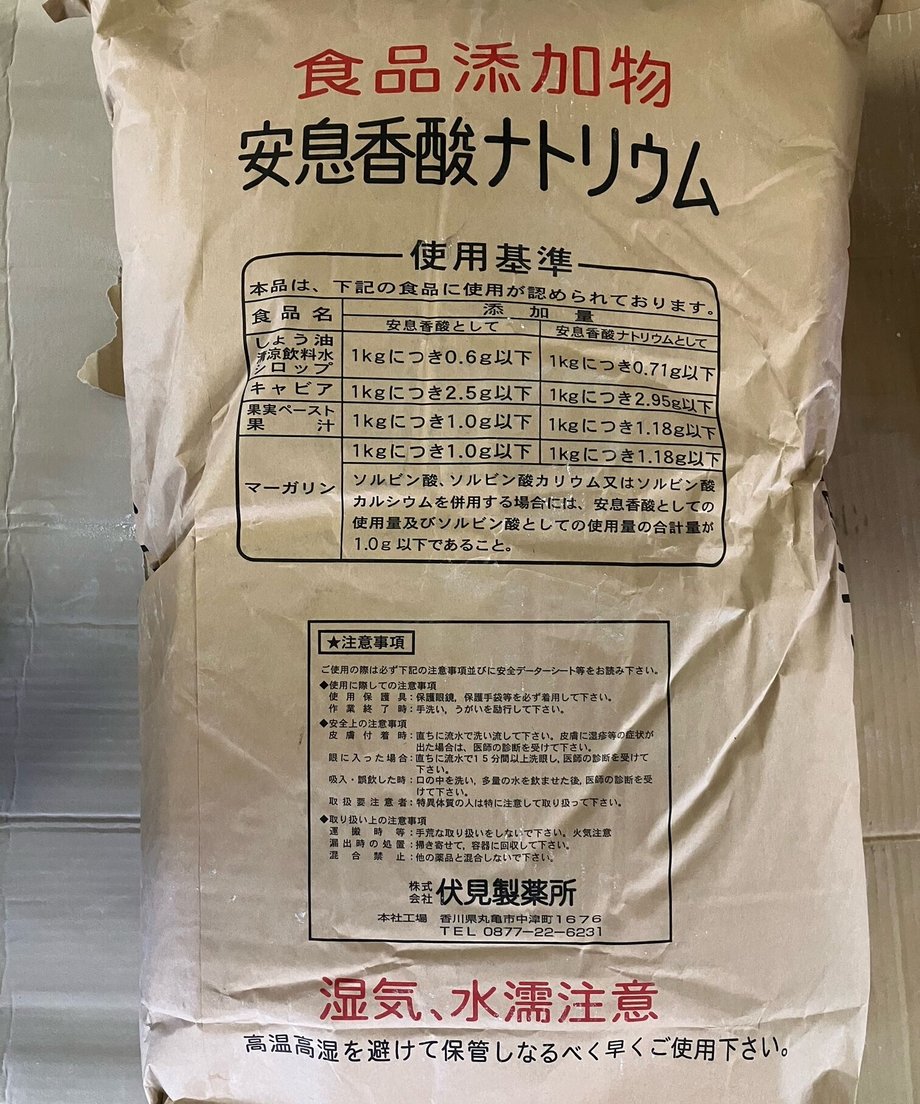 食品添加物
安息香酸ナトリウム
使用基準
本品は、下記の食品に使用が認められております。
食品名
添加量
安息香酸として
安息香酸ナトリウムとして
しょう油
清涼飲料水
シロップ
1kgにつき0.6g以下
1kgにつき0.71g以下
キャビア
1kgにつき2.5g以下
1kgにつき2.95g以下
果実ペースト
果汁
1kgにつき1.0g以下
1kgにつき1.18g以下
マーガリン
1kgにつき1.0g以下
1kgにつき1.18g以下
ソルビン酸、ソルビン酸カリウム又はソルビン酸
カルシウムを併用する場合には、安息香酸としての
使用量及びソルビン酸としての使用量の合計量が
1.0g以下であること。
★注意事項
ご使用の際は必ず下記の注意事項並びに安全データーシート等をお読み下さい。
◆使用に際しての注意事項
使用保護具:保護眼鏡,保護手袋等を必ず着用して下さい。
作業終了時:手洗い,うがいを励行して下さい。
◆安全上の注意事項
皮膚付着時:直ちに流水で洗い流して下さい。皮膚に湿疹等の症状が
出た場合は、医師の診断を受けて下さい。
眼に入った場合:直ちに流水で15分間以上洗眼し,医師の診断を受けて
下さい。
吸入・誤飲した時:口の中を洗い,多量の水を飲ませた後,医師の診断を受
けて下さい。
取扱要注意者:特異体質の人は特に注意して取り扱って下さい。
◆取り扱い上の注意事項
運搬時等:手荒な取り扱いをしないで下さい。火気注意
漏出時の処置:掃き寄せて,容器に回収して下さい。
混合禁止:他の薬品と混合しないで下さい。
株式会社 伏見製薬所
本社工場 香川県丸亀市中津町1676
TEL 0877-22-6231
湿気、水濡注意
高温高湿を避けて保管しなるべく早くご使用下さい。